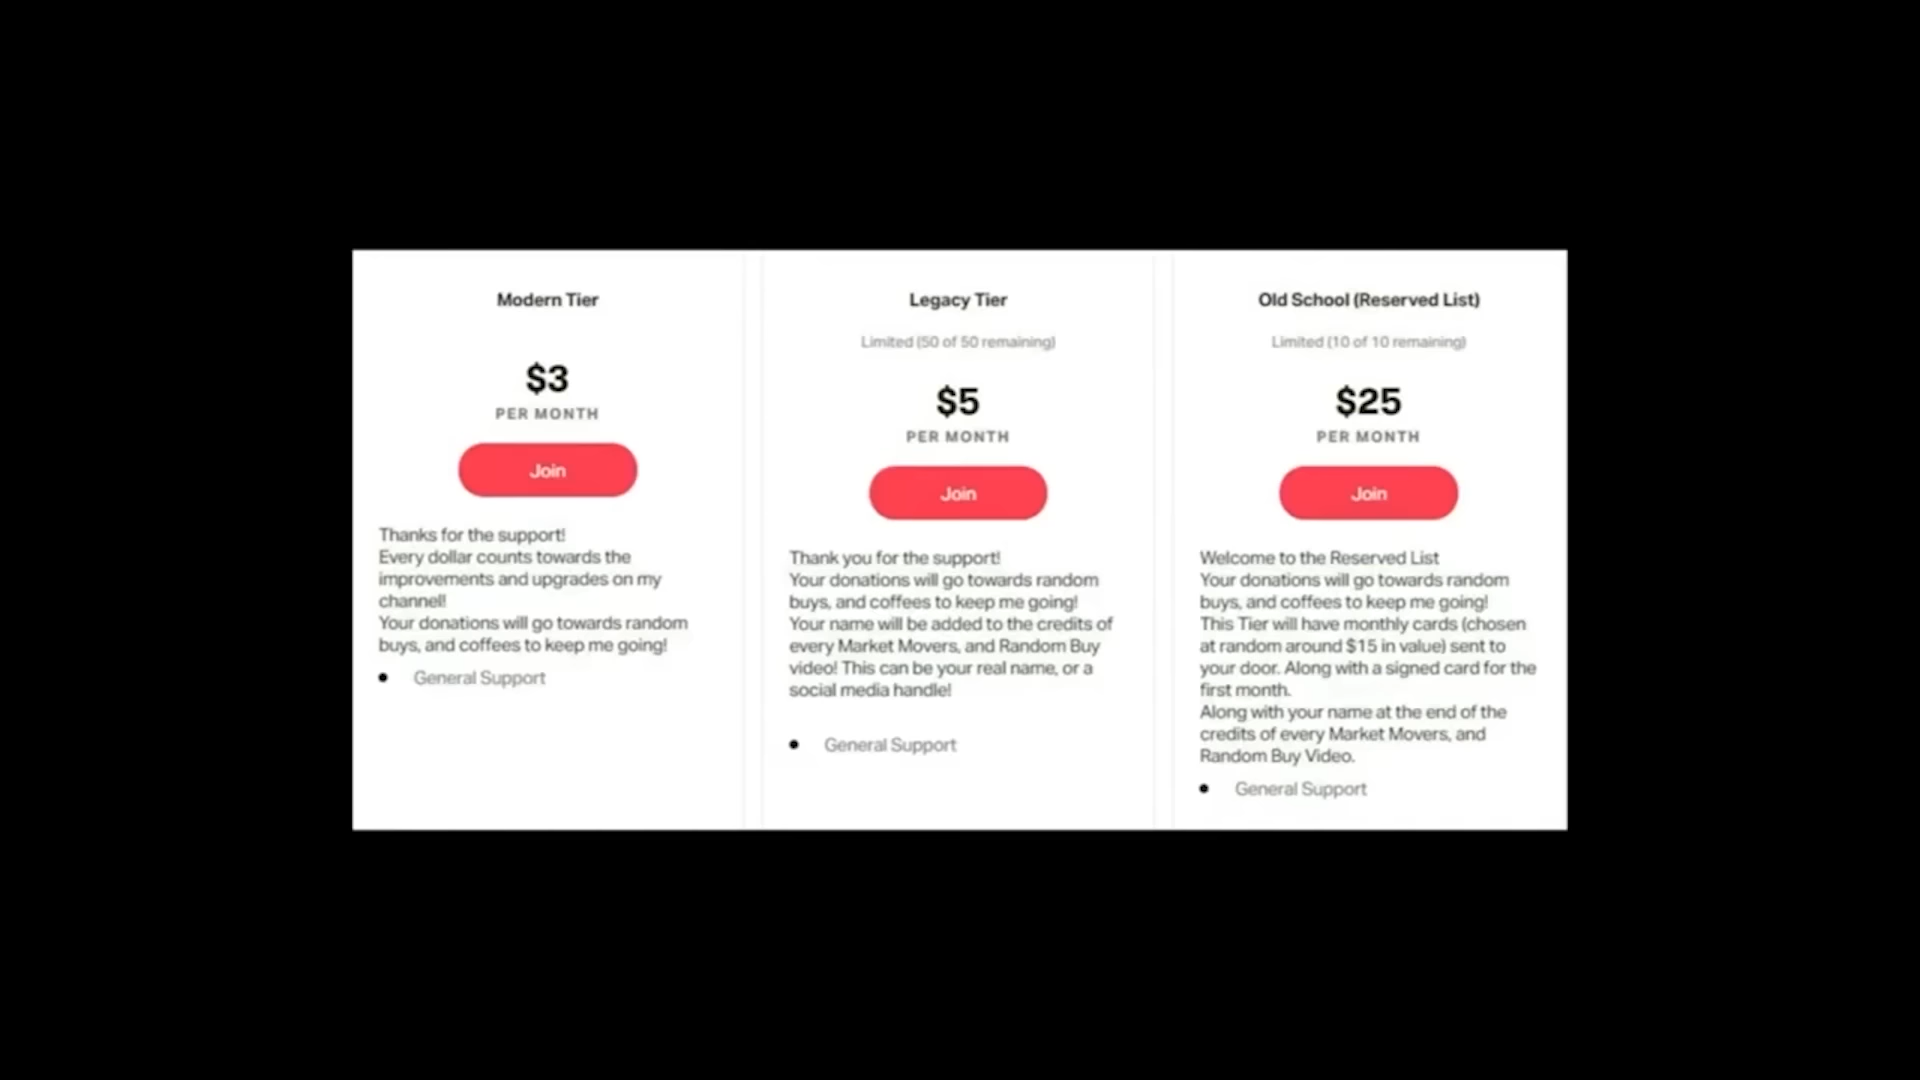 Modern Tier
$3
PER MONTH
Join
Thanks for the support!
Every dollar counts towards the
improvements and upgrades on my
channel!
Your donations will go towards random
buys, and coffees to keep me going!
General Support
Legacy Tier
Limited (50 of 50 remaining)
$5
PER MONTH
Join
Thank you for the support!
Your donations will go towards random
buys, and coffees to keep me going!
Your name will be added to the credits of
every Market Movers, and Random Buy
video! This can be your real name, or a
social media handle!
General Support
Old School (Reserved List)
Limited (10 of 10 remaining)
$25
PER MONTH
Join
Welcome to the Reserved List
Your donations will go towards random
buys, and coffees to keep me going!
This Tier will have monthly cards (chosen
at random around $15 in value) sent to
your door. Along with a signed card for the
first month.
Along with your name at the end of the
credits of every Market Movers, and
Random Buy Video.
General Support